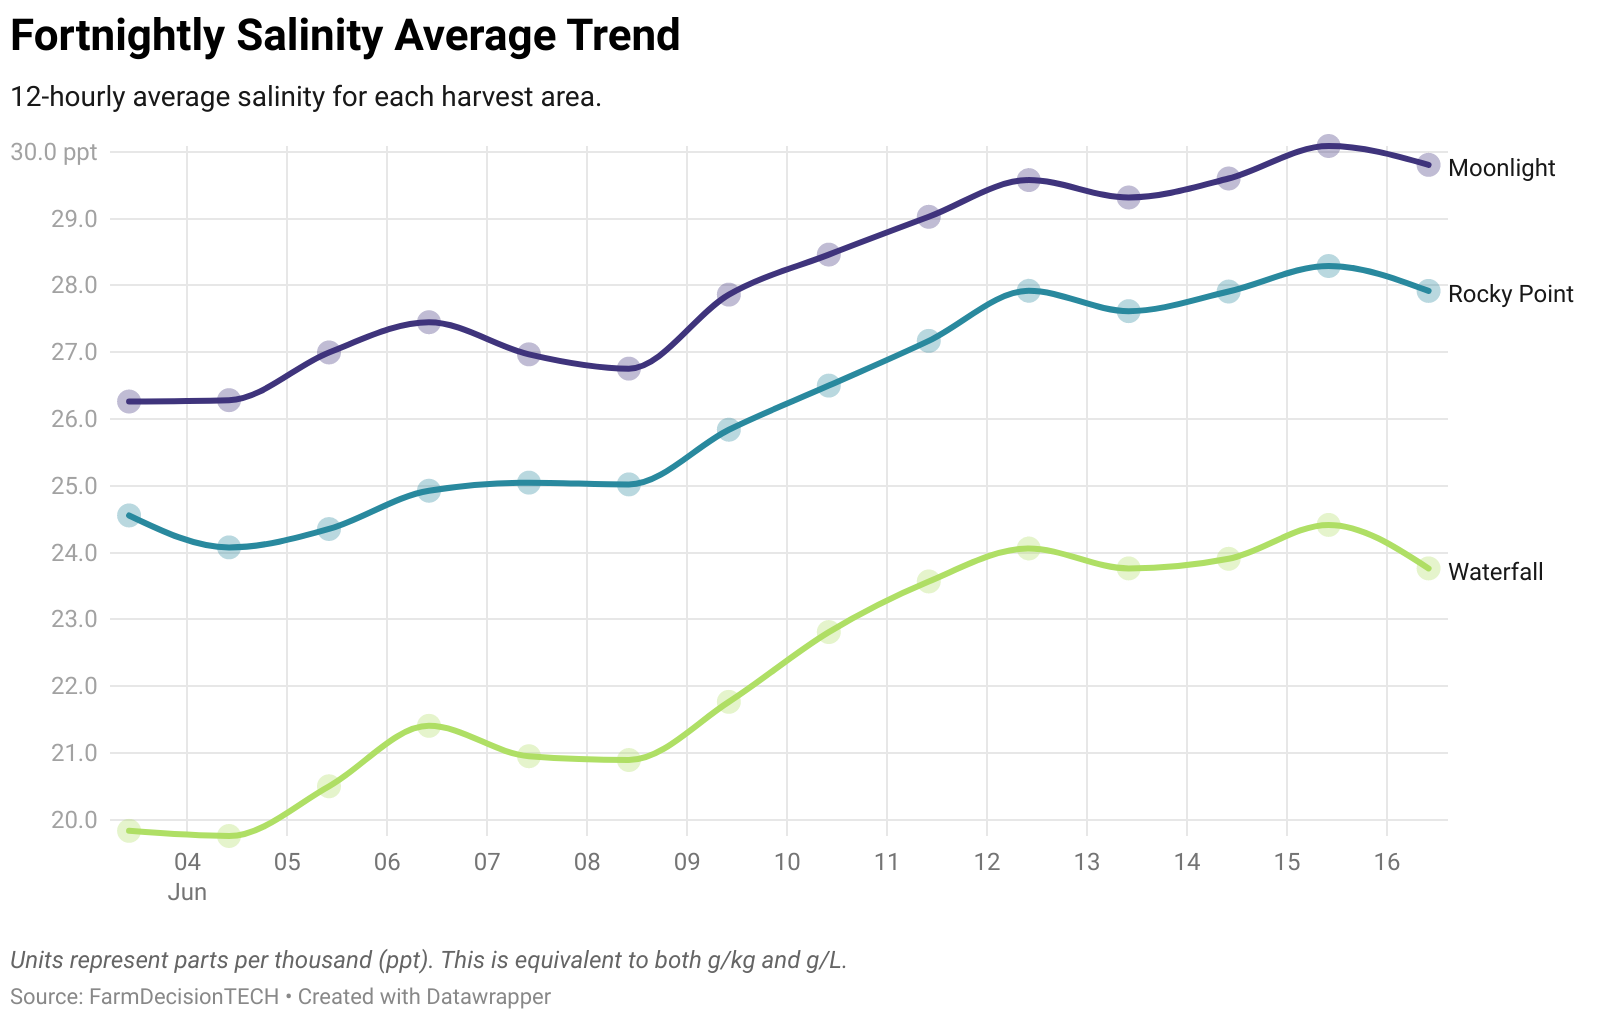 Fortnightly Salinity Average Trend
12-hourly average salinity for each harvest area.
30.0 ppt
29.0
28.0
27.0
26.0
25.0
24.0
23.0
22.0
21.0
20.0
Moonlight
Rocky Point
Waterfall
04 05 06 07 08 09 10 11 12 13 14 15 16
Jun
Units represent parts per thousand (ppt). This is equivalent to both g/kg and g/L.
Source: FarmDecisionTECH • Created with Datawrapper